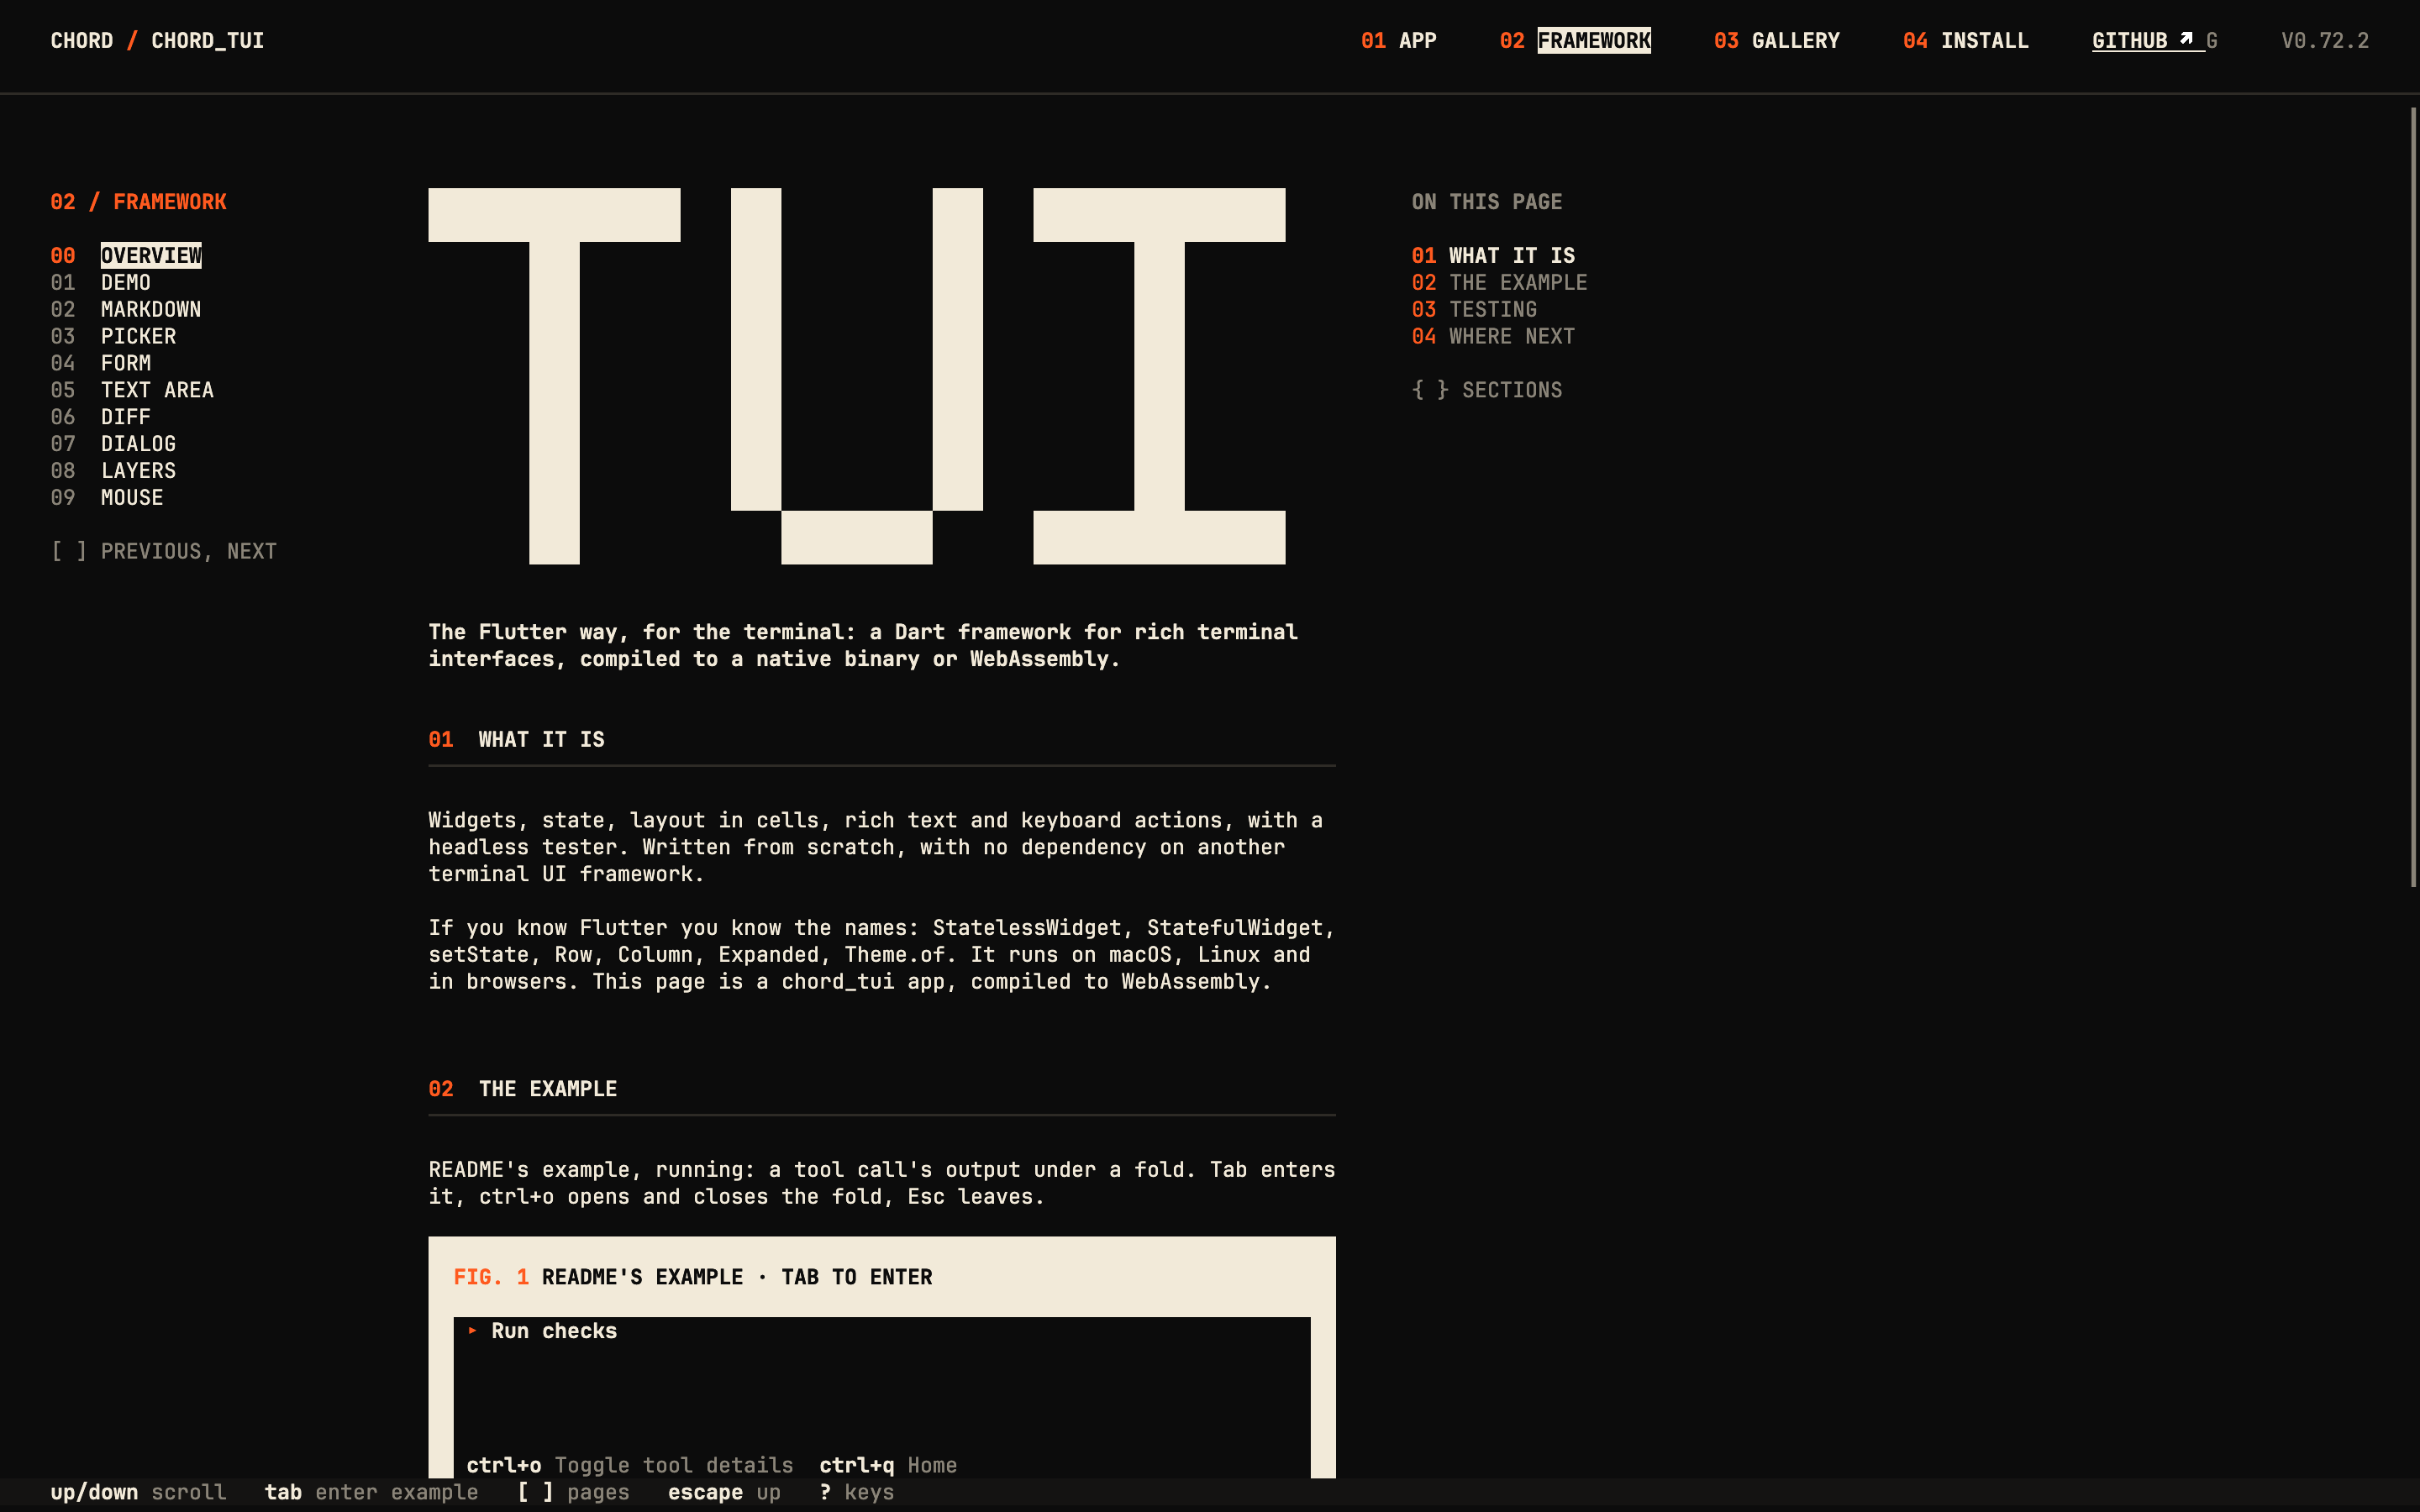 CHORD / CHORD_TUI
01 APP 02 FRAMEWORK 03 GALLERY 04 INSTALL GITHUB ↗ G V0.72.2
02 / FRAMEWORK
00 OVERVIEW
01 DEMO
02 MARKDOWN
03 PICKER
04 FORM
05 TEXT AREA
06 DIFF
07 DIALOG
08 LAYERS
09 MOUSE
[ ] PREVIOUS, NEXT
TUI
The Flutter way, for the terminal: a Dart framework for rich terminal
interfaces, compiled to a native binary or WebAssembly.
01 WHAT IT IS
Widgets, state, layout in cells, rich text and keyboard actions, with a
headless tester. Written from scratch, with no dependency on another
terminal UI framework.
If you know Flutter you know the names: StatelessWidget, StatefulWidget,
setState, Row, Column, Expanded, Theme.of. It runs on macOS, Linux and
in browsers. This page is a chord_tui app, compiled to WebAssembly.
02 THE EXAMPLE
README's example, running: a tool call's output under a fold. Tab enters
it, ctrl+o opens and closes the fold, Esc leaves.
FIG. 1 README'S EXAMPLE · TAB TO ENTER
▸ Run checks
ctrl+o Toggle tool details ctrl+q Home
ON THIS PAGE
01 WHAT IT IS
02 THE EXAMPLE
03 TESTING
04 WHERE NEXT
{ } SECTIONS
up/down scroll tab enter example [ ] pages escape up ? keys